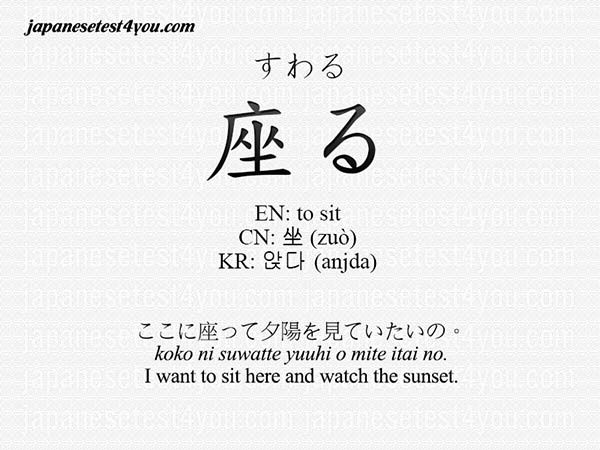 japanesetest4you.com
すわる
座る
EN: to sit
CN: 坐 (zuò)
KR: 앉다 (anjda)
ここに座って夕陽を見ていたいの。
koko ni suwatte yuuhi o mite itai no.
I want to sit here and watch the sunset.